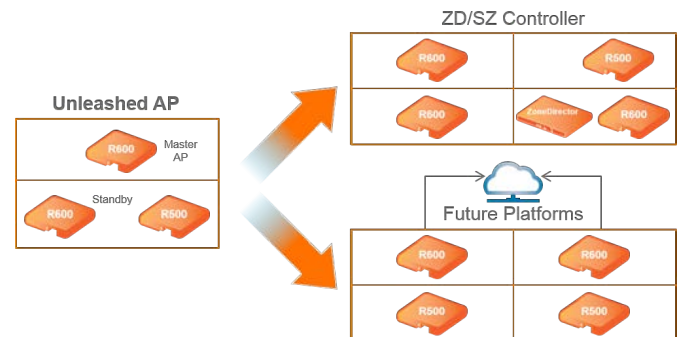 Unleashed AP
R600
Master
AP
R600
Standby
R500
ZD/SZ Controller
R600
R500
R600
ZoneDirector
R600
Future Platforms
R600
R600
R500
R500